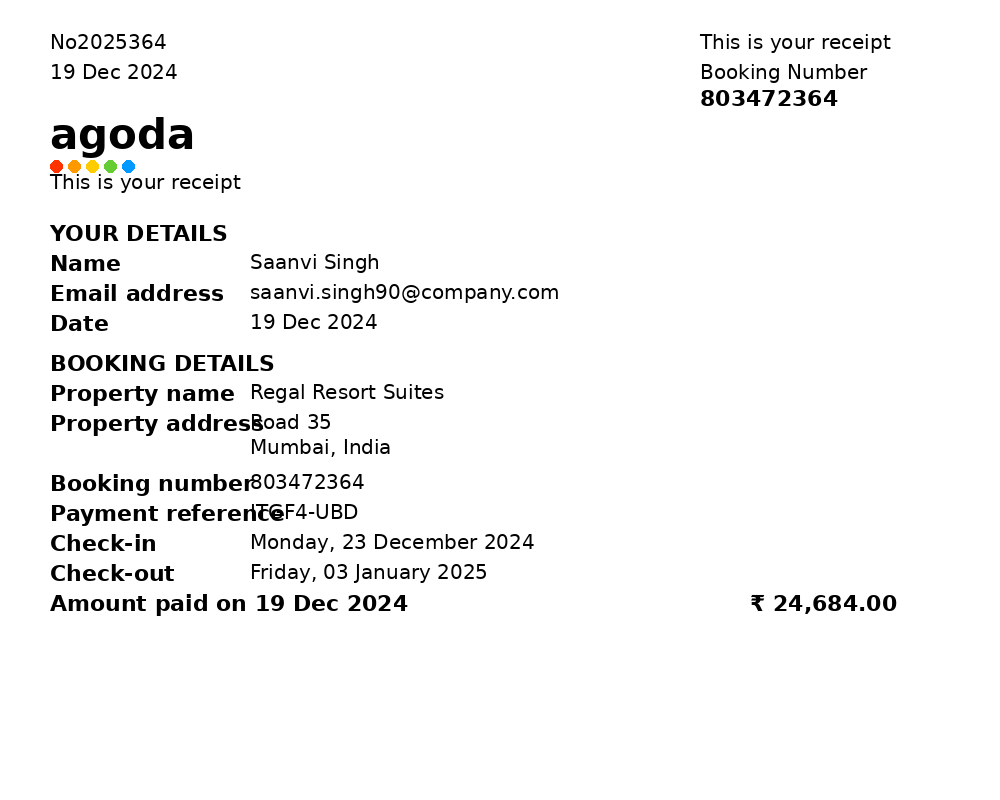 No2025364
This is your receipt
19 Dec 2024
Booking Number
803472364
agoda
This is your receipt
YOUR DETAILS
Name Saanvi Singh
Email address saanvi.singh90@company.com
Date 19 Dec 2024
BOOKING DETAILS
Property name Regal Resort Suites
Property address Road 35
Mumbai, India
Booking number 803472364
Payment reference ITGF4-UBD
Check-in Monday, 23 December 2024
Check-out Friday, 03 January 2025
Amount paid on 19 Dec 2024 ₹ 24,684.00